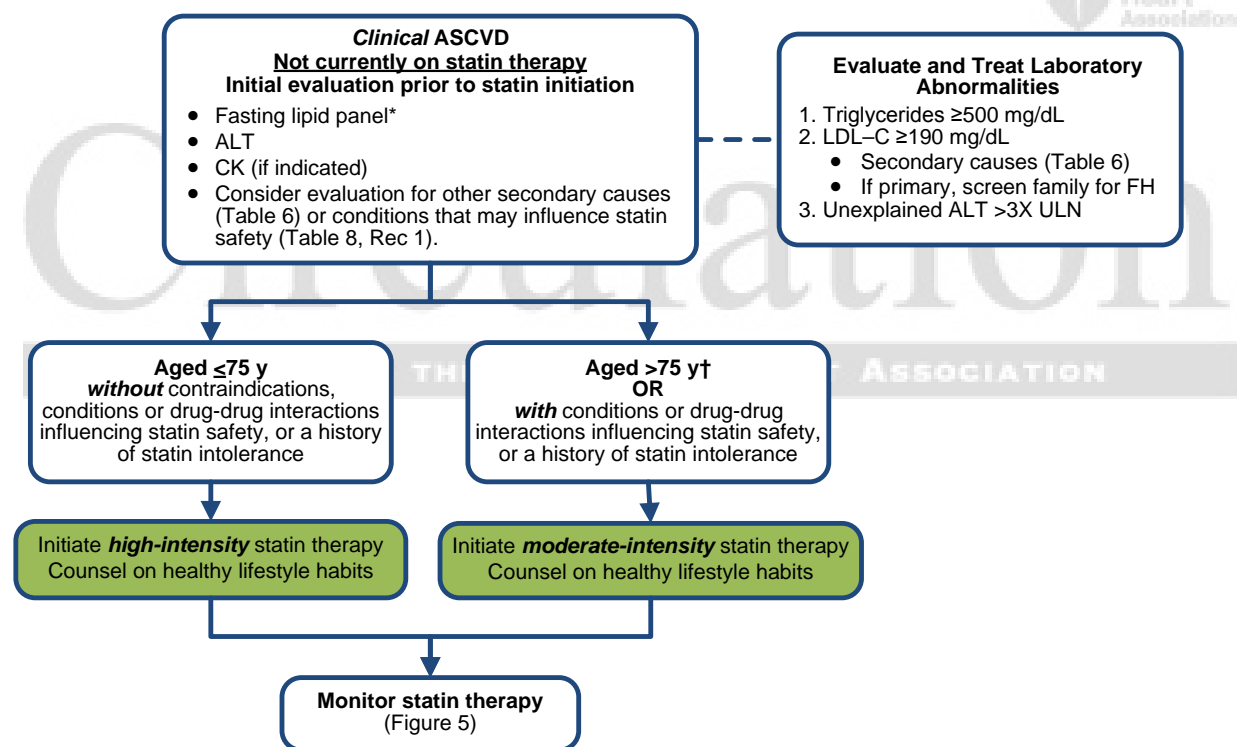 Heart
Association
Clinical ASCVD
Not currently on statin therapy
Initial evaluation prior to statin initiation
• Fasting lipid panel*
• ALT
• CK (if indicated)
• Consider evaluation for other secondary causes
(Table 6) or conditions that may influence statin
safety (Table 8, Rec 1).
Evaluate and Treat Laboratory
Abnormalities
1. Triglycerides ≥500 mg/dL
2. LDL–C ≥190 mg/dL
• Secondary causes (Table 6)
• If primary, screen family for FH
3. Unexplained ALT >3X ULN
Circulation
ASSOCIATION
Aged ≤75 y
without contraindications,
conditions or drug-drug interactions
influencing statin safety, or a history
of statin intolerance
Aged >75 y†
OR
with conditions or drug-drug
interactions influencing statin safety,
or a history of statin intolerance
Initiate high-intensity statin therapy
Counsel on healthy lifestyle habits
Initiate moderate-intensity statin therapy
Counsel on healthy lifestyle habits
Monitor statin therapy
(Figure 5)